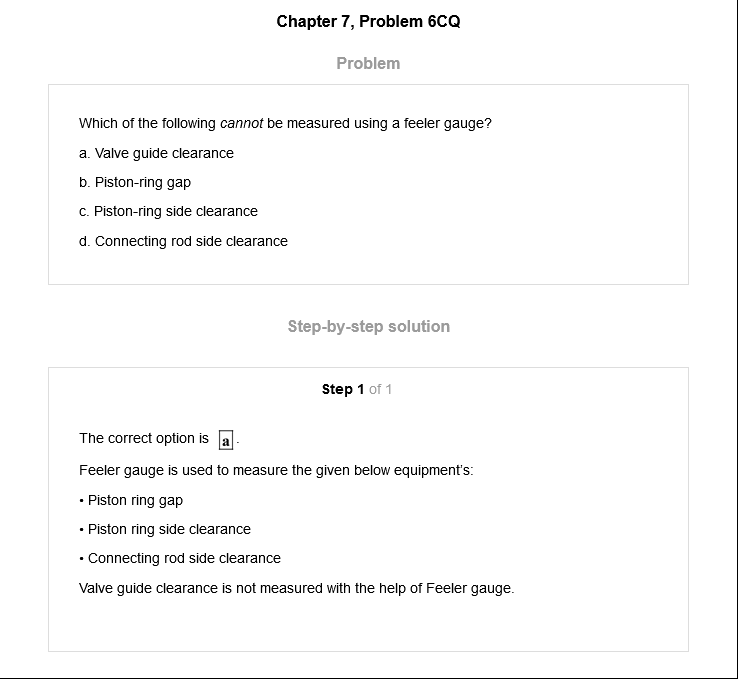 Chapter 7, Problem 6CQ
Problem
Which of the following cannot be measured using a feeler gauge?
a. Valve guide clearance
b. Piston-ring gap
c. Piston-ring side clearance
d. Connecting rod side clearance
Step-by-step solution
Step 1 of 1
The correct option is a .
Feeler gauge is used to measure the given below equipment's:
• Piston ring gap
• Piston ring side clearance
• Connecting rod side clearance
Valve guide clearance is not measured with the help of Feeler gauge.